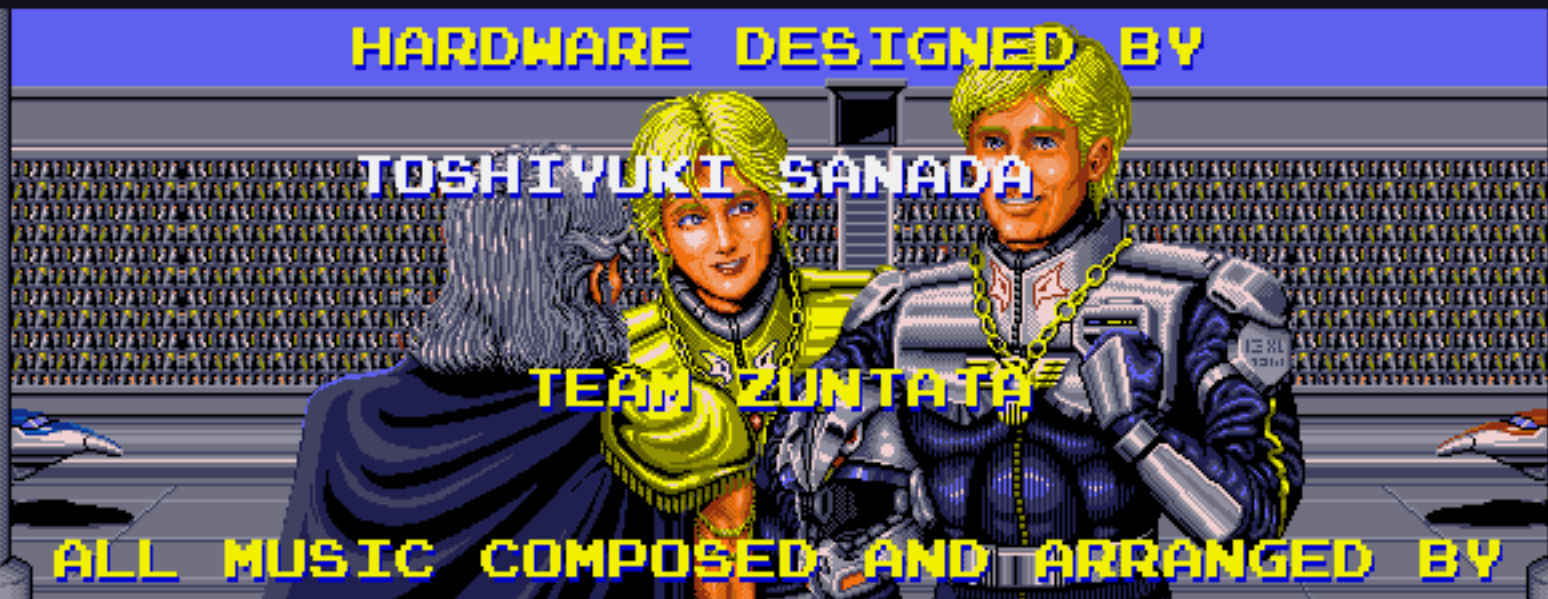 HARDWARE DESIGNED BY
TOSHIYUKI SANADA
TEAM ZUNTATA
ALL MUSIC COMPOSED AND ARRANGED BY